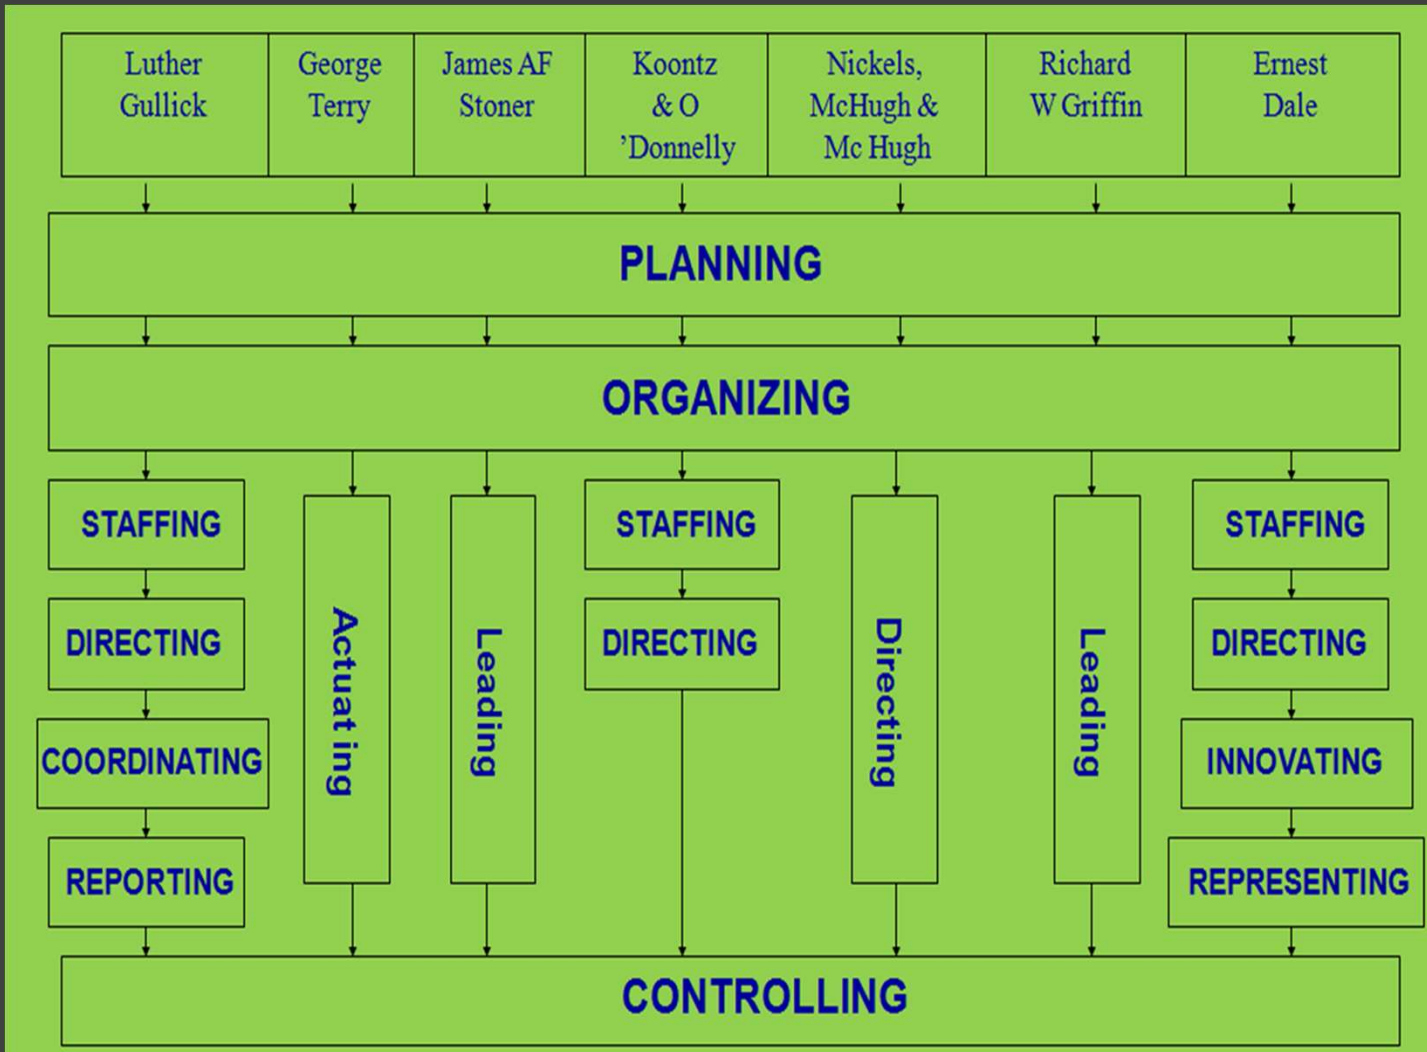 Luther
Gullick
George
Terry
James AF
Stoner
Koontz
& O
’Donnelly
Nickels,
McHugh &
Mc Hugh
Richard
W Griffin
Ernest
Dale
PLANNING
ORGANIZING
STAFFING
DIRECTING
COORDINATING
REPORTING
Actuat ing
Leading
STAFFING
DIRECTING
Directing
Leading
STAFFING
DIRECTING
INNOVATING
REPRESENTING
CONTROLLING